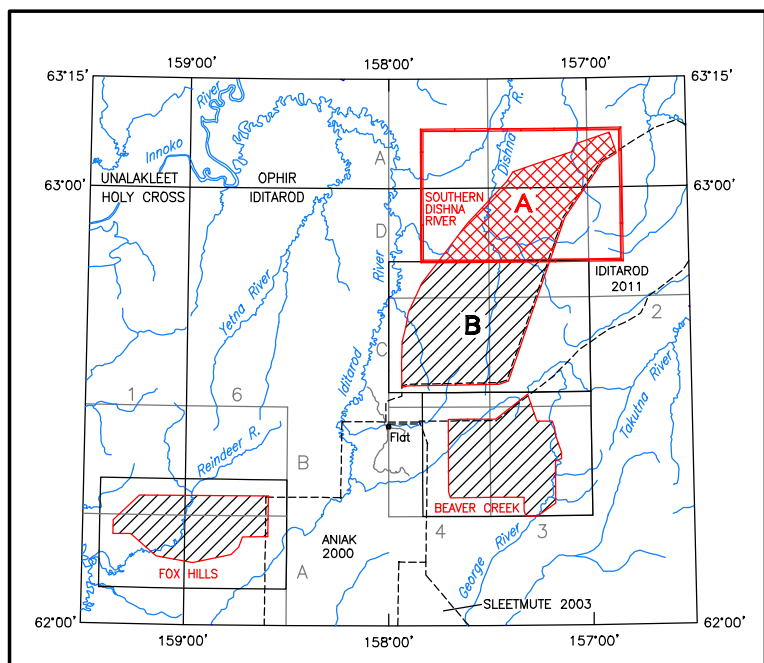 159°00'
158°00'
157°00'
63°15'
63°15'
River
Innoko
Dishna
R.
A
UNALAKLEET
OPHIR
63°00'
63°00'
HOLY CROSS
IDITAROD
SOUTHERN
DISHNA
RIVER
A
D
River
IDITAROD
2011
Yetna River
B
2
C
Iditarod
1
6
Takutna River
Reindeer R.
Flat
B
BEAVER CREEK
4
3
ANIAK
2000
A
FOX HILLS
George River
SLEETMUTE 2003
62°00'
62°00'
159°00'
158°00'
157°00'